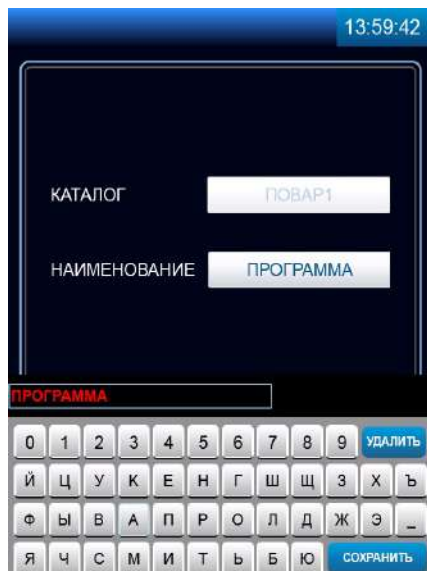 13:59:42
КАТАЛОГ ПОВАР1
НАИМЕНОВАНИЕ ПРОГРАММА
ПРОГРАММА
0 1 2 3 4 5 6 7 8 9 УДАЛИТЬ
Й Ц У К Е Н Г Ш Щ З Х Ъ
Ф Ы В А П Р О Л Д Ж Э _
Я Ч С М И Т Ь Б Ю СОХРАНИТЬ